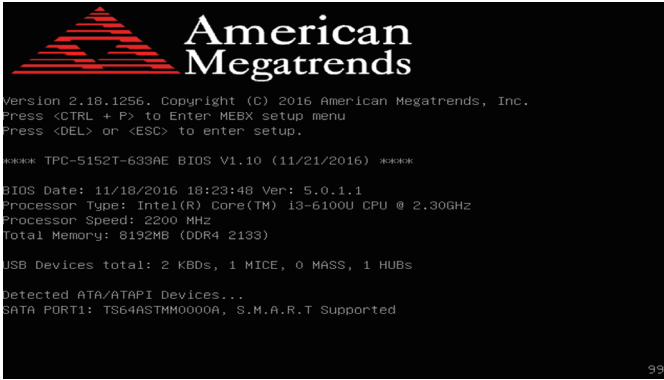 American
Megatrends
Version 2.18.1256. Copyright (C) 2016 American Megatrends, Inc.
Press <CTRL + P> to Enter MEBX setup menu
Press <DEL> or <ESC> to enter setup.
**** TPC-5152T-633AE BIOS V1.10 (11/21/2016) ****
BIOS Date: 11/18/2016 18:23:48 Ver: 5.0.1.1
Processor Type: Intel(R) Core(TM) i3-6100U CPU @ 2.30GHz
Processor Speed: 2200 MHz
Total Memory: 8192MB (DDR4 2133)
USB Devices total: 2 KBDs, 1 MICE, 0 MASS, 1 HUBs
Detected ATA/ATAPI Devices...
SATA PORT1: TS64ASTMM0000A, S.M.A.R.T Supported
99